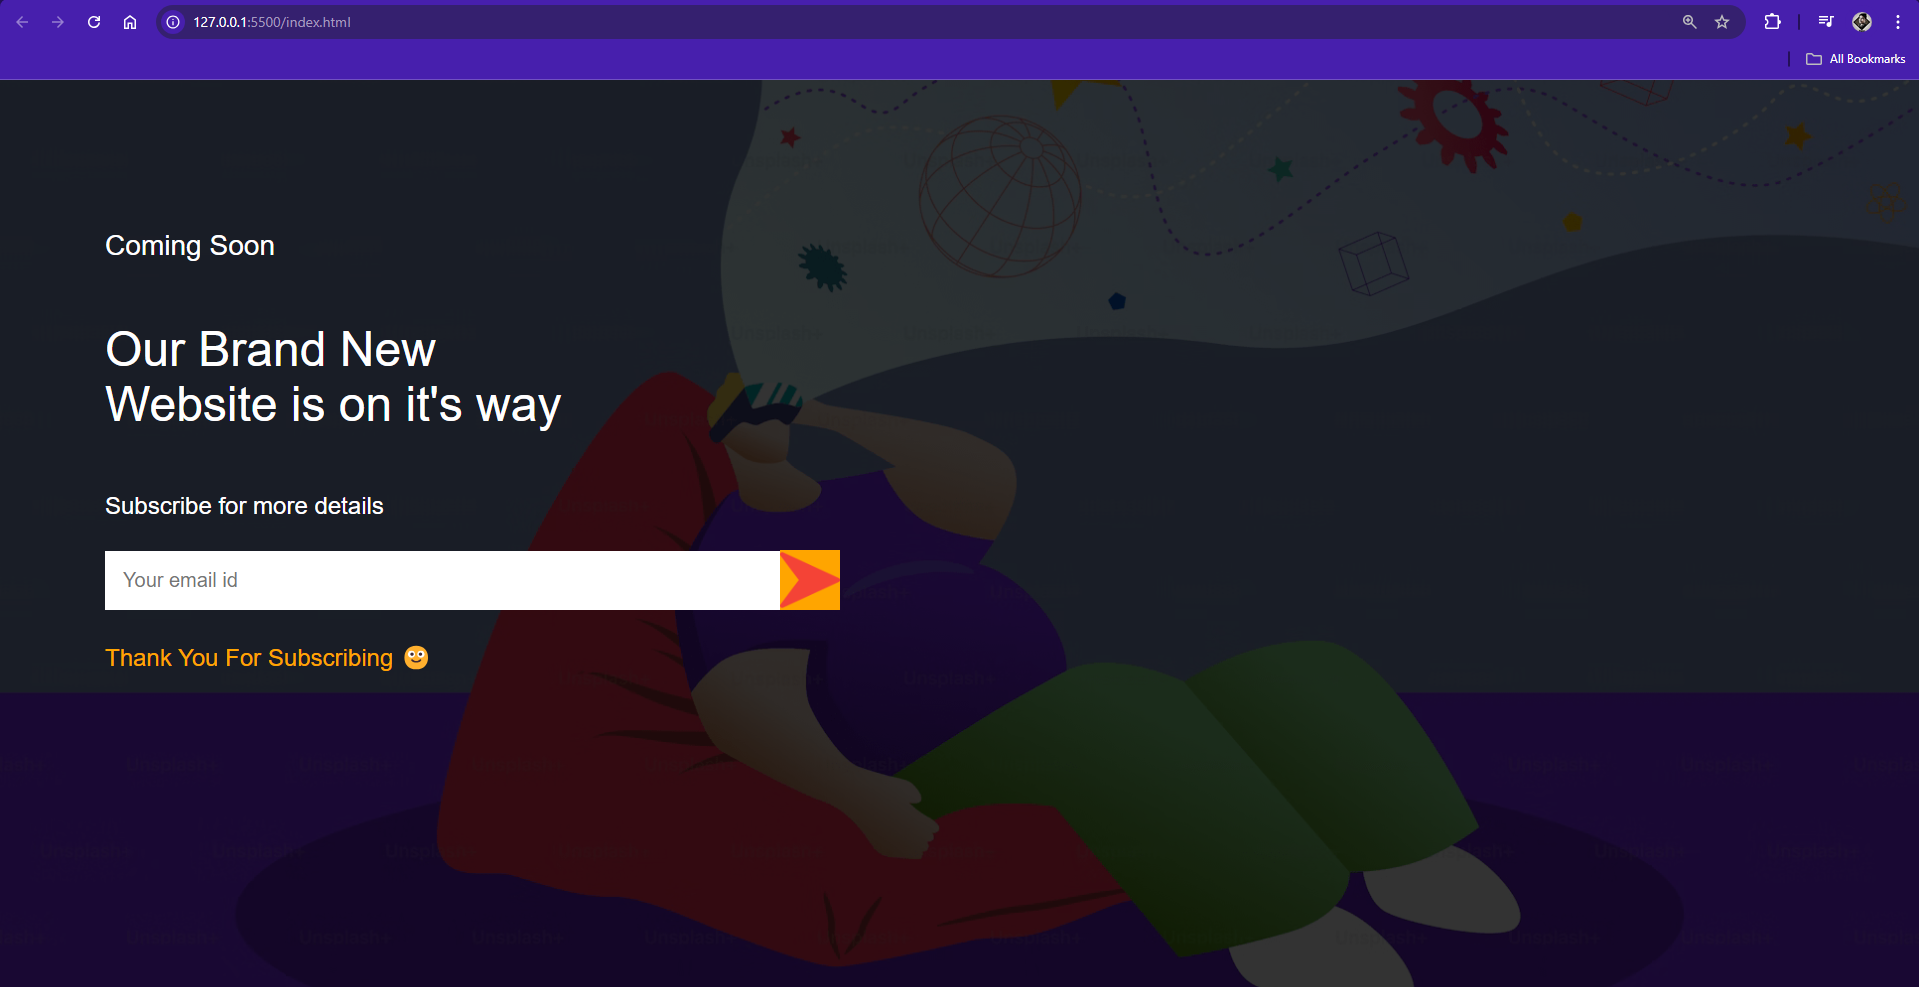 127.0.0.1:5500/index.html
All Bookmarks
Coming Soon
Our Brand New
Website is on it's way
Subscribe for more details
Your email id
Thank You For Subscribing 🙂
Unsplash+